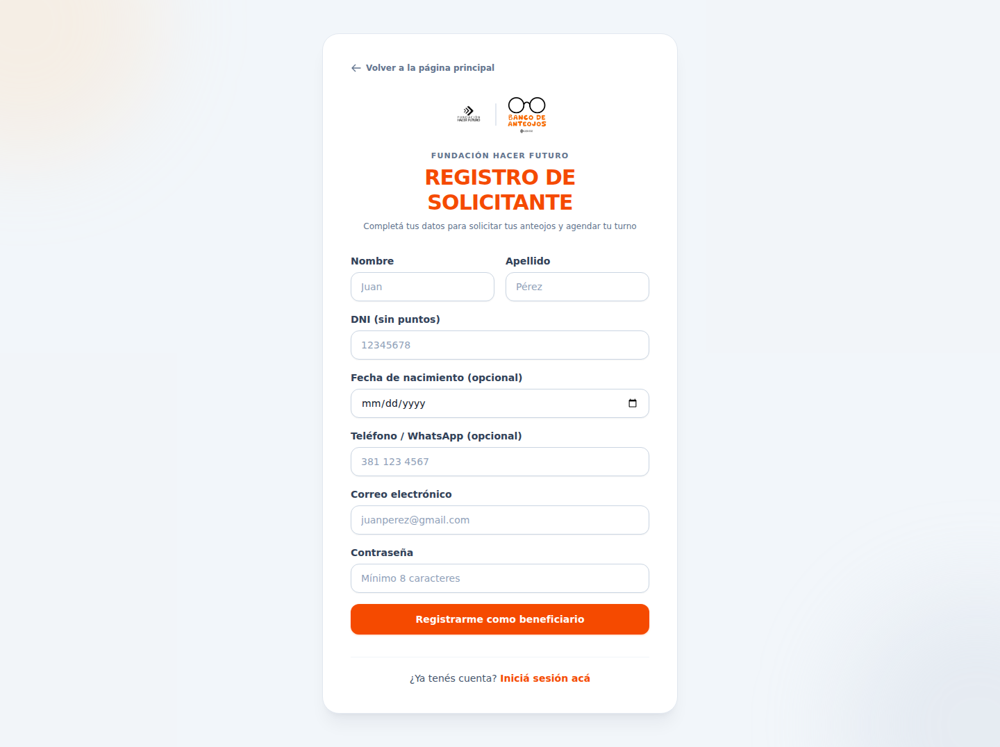 Volver a la página principal
FUNDACIÓN
HACER FUTURO
BANCO DE
ANTEOJOS
FUNDACIÓN HACER FUTURO
REGISTRO DE
SOLICITANTE
Completá tus datos para solicitar tus anteojos y agendar tu turno
Nombre Apellido
Juan Pérez
DNI (sin puntos)
12345678
Fecha de nacimiento (opcional)
mm/dd/yyyy
Teléfono / WhatsApp (opcional)
381 123 4567
Correo electrónico
juanperez@gmail.com
Contraseña
Mínimo 8 caracteres
Registrarme como beneficiario
¿Ya tenés cuenta? Iniciá sesión acá